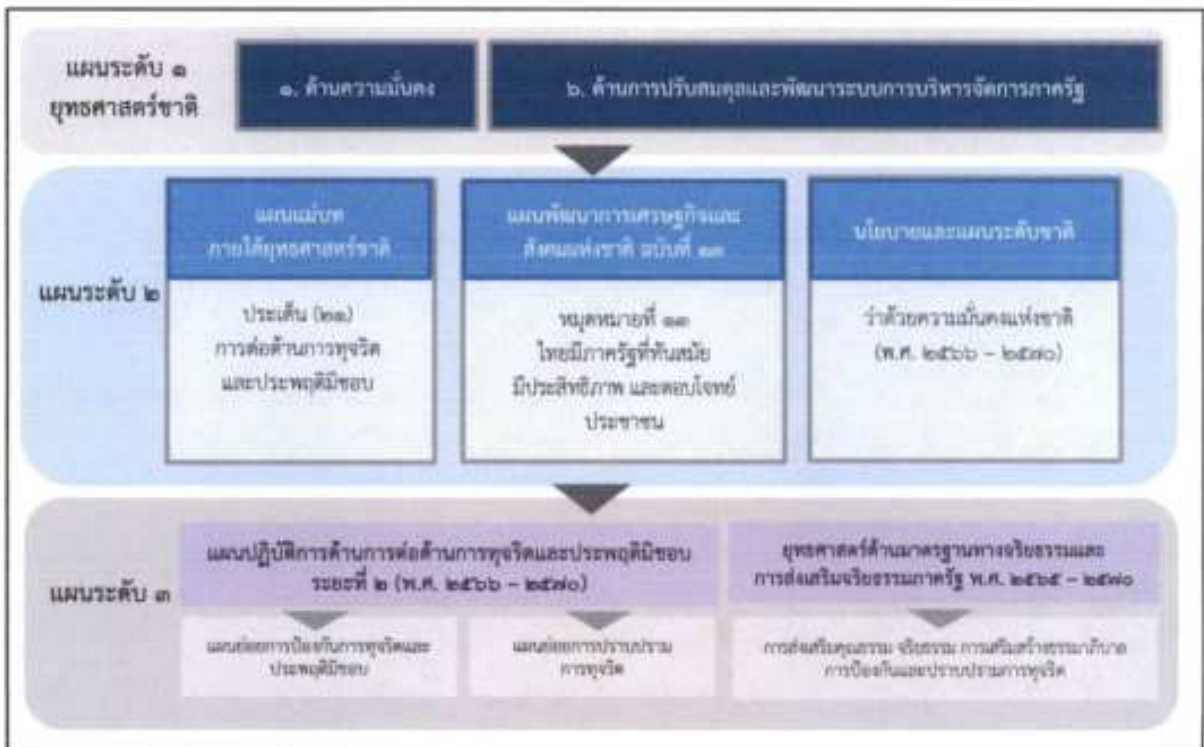 แผนระดับ ๑
ยุทธศาสตร์ชาติ
๑. ด้านความมั่นคง
๖. ด้านการปรับสมดุลและพัฒนาระบบการบริหารจัดการภาครัฐ
แผนระดับ ๒
แผนแม่บท
ภายใต้ยุทธศาสตร์ชาติ
ประเด็น (๒๑)
การต่อต้านการทุจริต
และประพฤติมิชอบ
แผนพัฒนาการเศรษฐกิจและ
สังคมแห่งชาติ ฉบับที่ ๑๓
หมุดหมายที่ ๑๓
ไทยมีภาครัฐที่ทันสมัย
มีประสิทธิภาพ และตอบโจทย์
ประชาชน
นโยบายและแผนระดับชาติ
ว่าด้วยความมั่นคงแห่งชาติ
(พ.ศ. ๒๕๖๖ – ๒๕๗๐)
แผนระดับ ๓
แผนปฏิบัติการด้านการต่อต้านการทุจริตและประพฤติมิชอบ
ระยะที่ ๒ (พ.ศ. ๒๕๖๖ – ๒๕๗๐)
แผนย่อยการป้องกันการทุจริตและ
ประพฤติมิชอบ
แผนย่อยการปราบปราม
การทุจริต
ยุทธศาสตร์ด้านมาตรฐานทางจริยธรรมและ
การส่งเสริมจริยธรรมภาครัฐ พ.ศ. ๒๕๖๕ – ๒๕๗๐
การส่งเสริมคุณธรรม จริยธรรม การเสริมสร้างธรรมาภิบาล
การป้องกันและปราบปรามการทุจริต